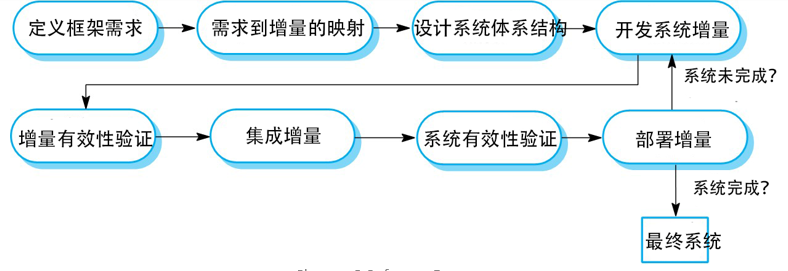 定义框架需求
需求到增量的映射
设计系统体系结构
开发系统增量
系统未完成？
增量有效性验证
集成增量
系统有效性验证
部署增量
系统完成？
最终系统